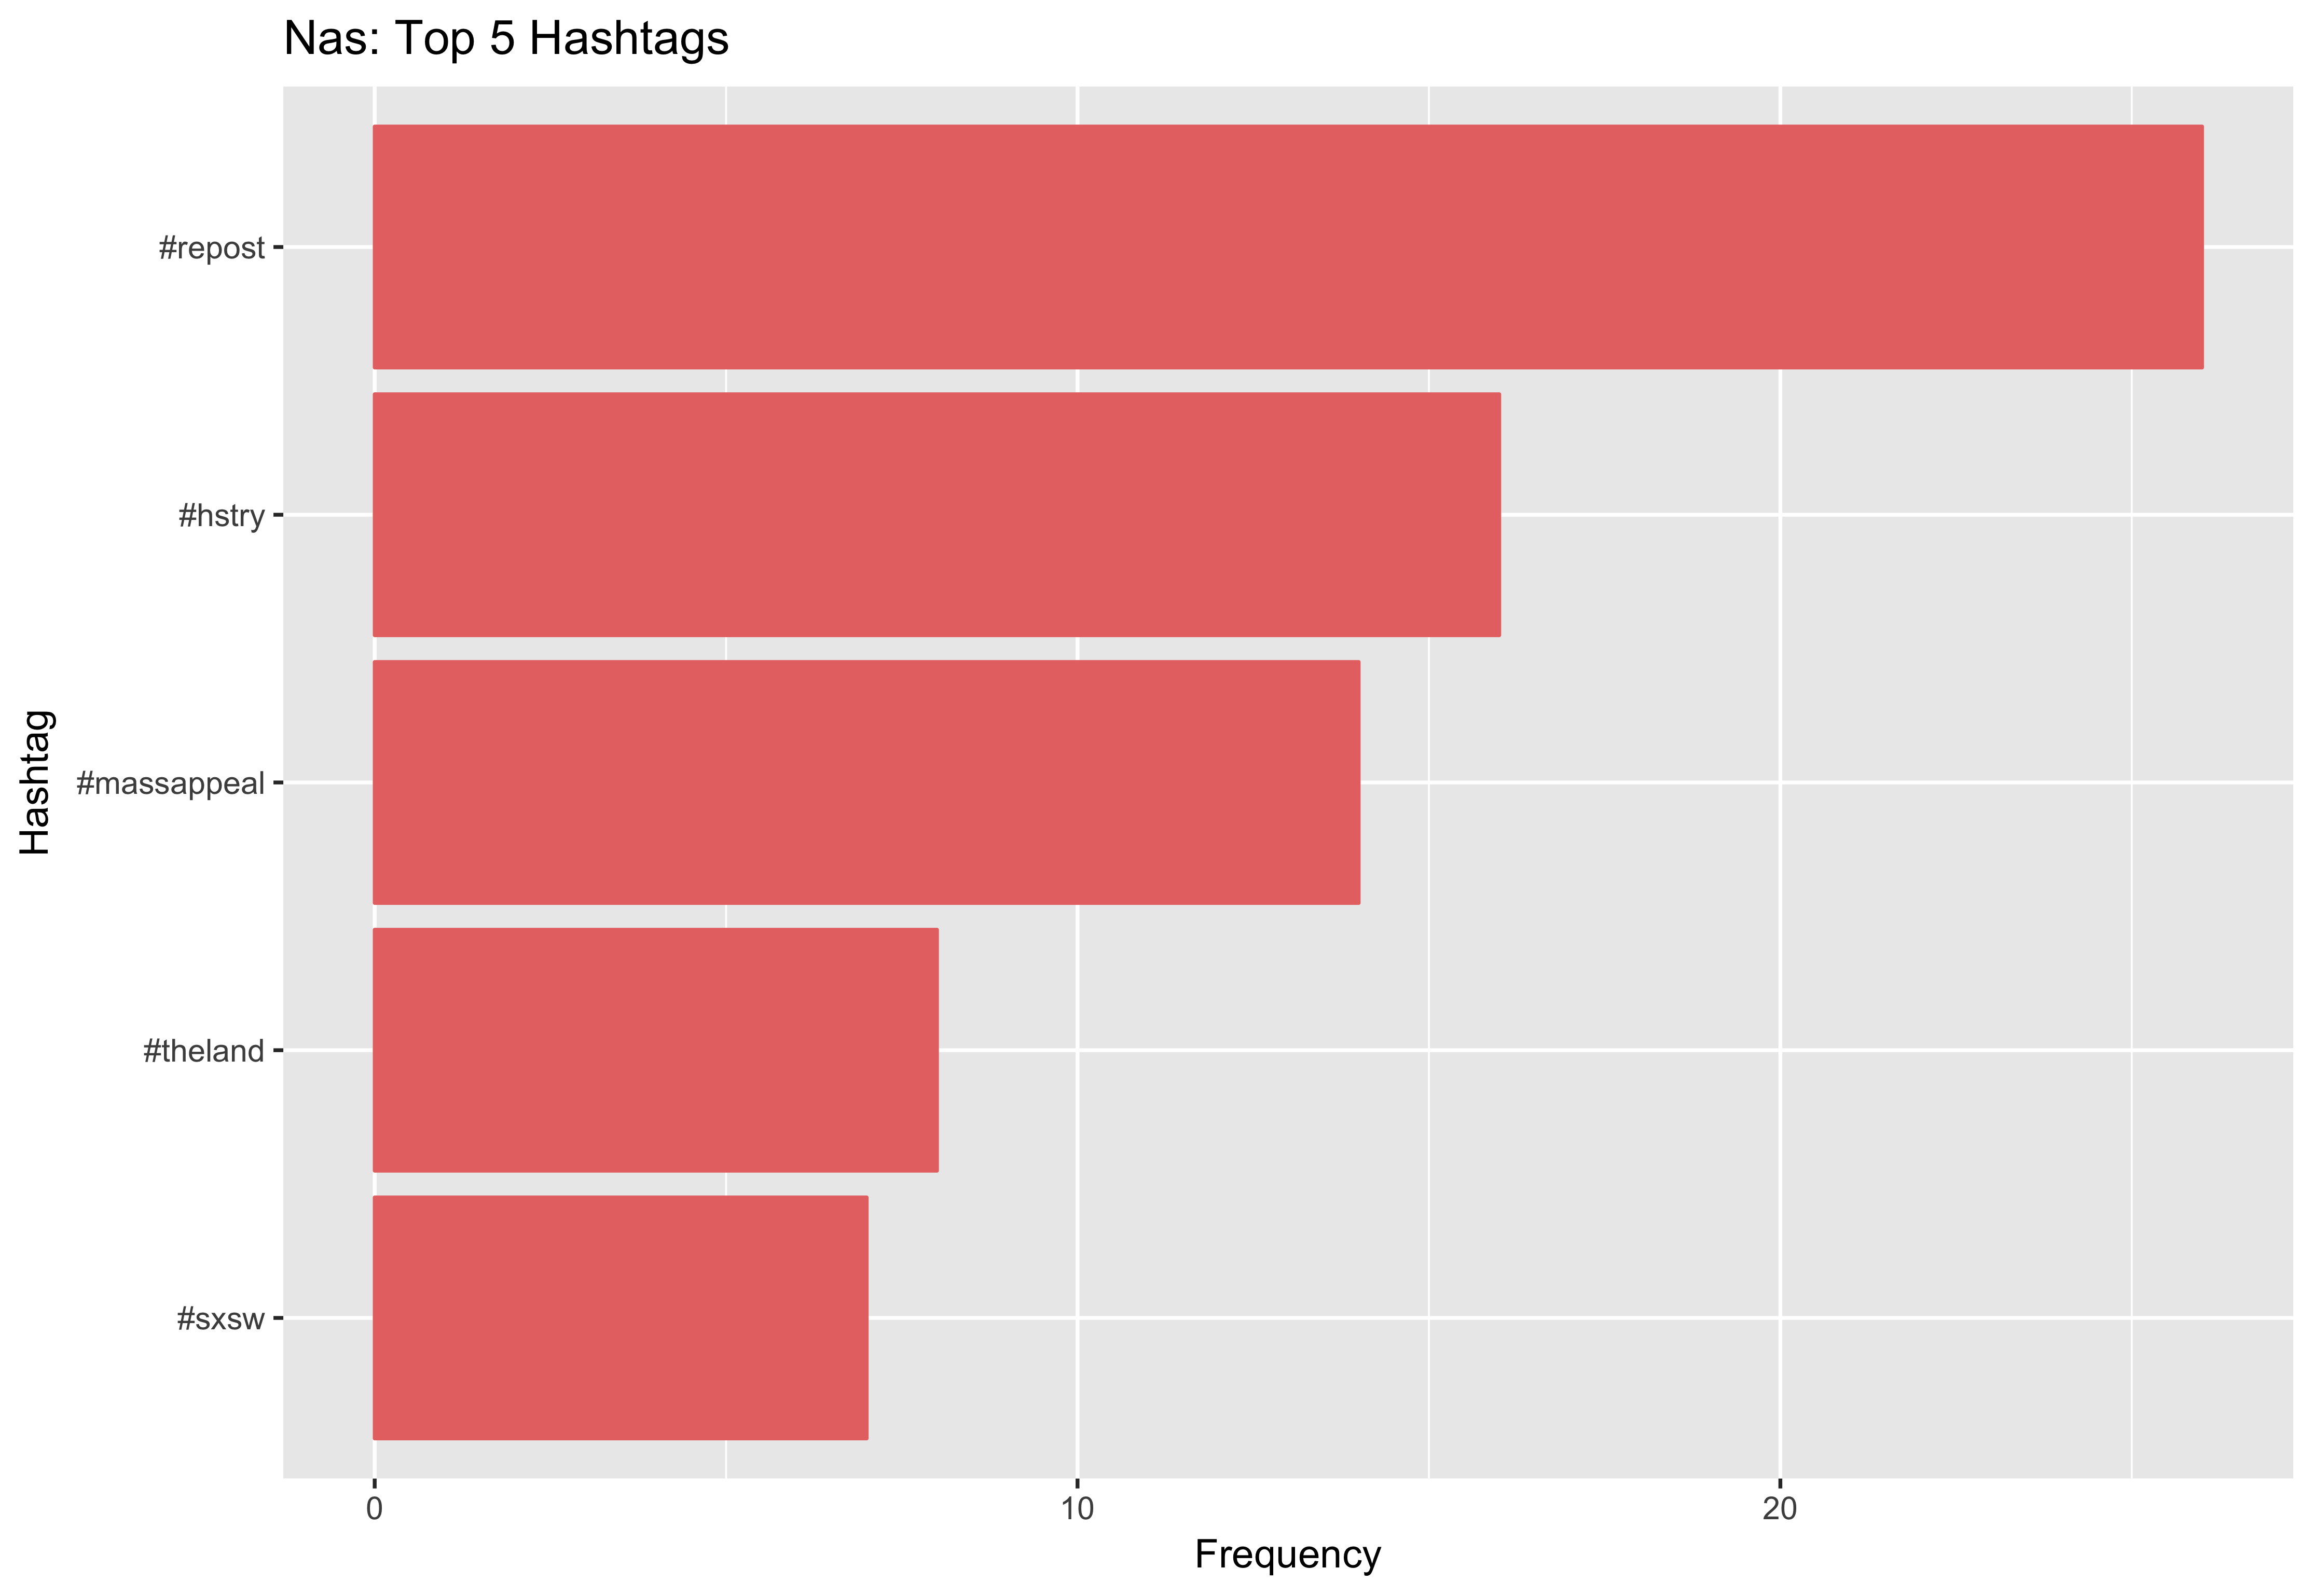 Nas: Top 5 Hashtags
Hashtag
#repost
#hstry
#massappeal
#theland
#sxsw
0 10 20
Frequency